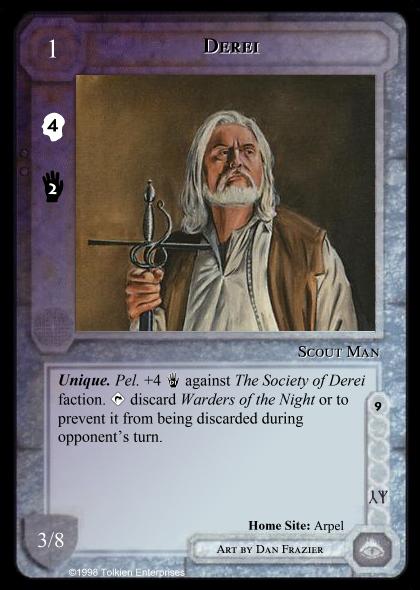 1
DEREI
4
2
SCOUT MAN
Unique. Pel. +4 against The Society of Derei
faction. discard Warders of the Night or to
prevent it from being discarded during
opponent's turn.
9
Home Site: Arpel
3/8
ART BY DAN FRAZIER
©1998 Tolkien Enterprises